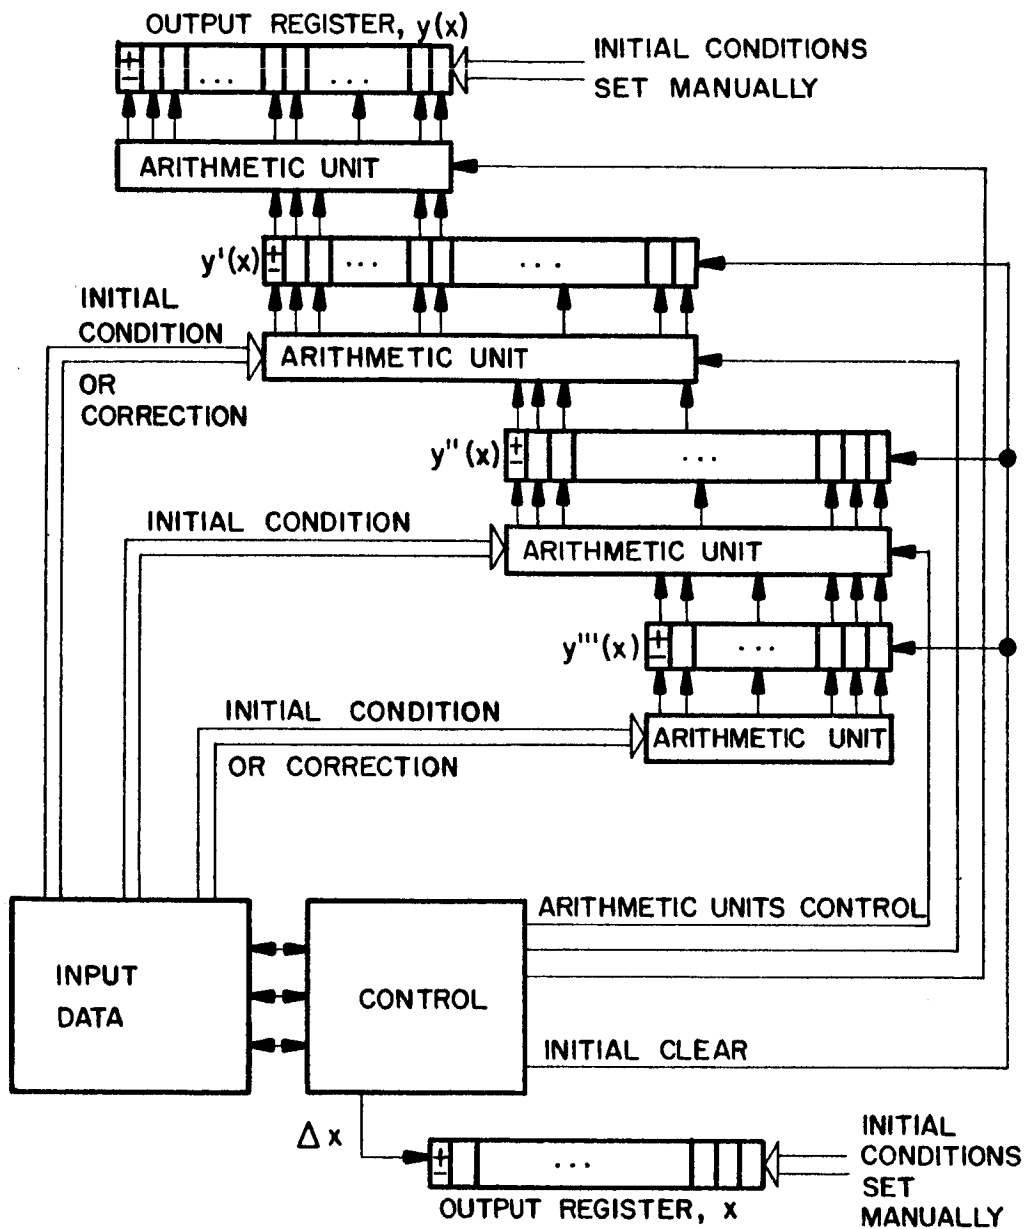 OUTPUT REGISTER, y(x)
INITIAL CONDITIONS
SET MANUALLY
±
...
...
ARITHMETIC UNIT
y'(x)
±
...
...
INITIAL
CONDITION
OR
CORRECTION
ARITHMETIC UNIT
y''(x)
±
...
INITIAL CONDITION
ARITHMETIC UNIT
y'''(x)
±
...
INITIAL CONDITION
OR CORRECTION
ARITHMETIC UNIT
ARITHMETIC UNITS CONTROL
INPUT
DATA
CONTROL
INITIAL CLEAR
Δx
±
...
OUTPUT REGISTER, x
INITIAL
CONDITIONS
SET
MANUALLY